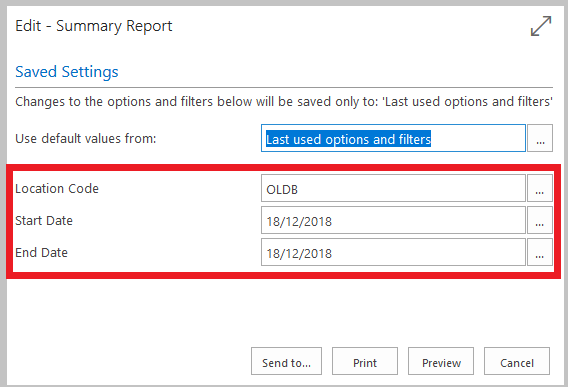 Edit - Summary Report
Saved Settings
Changes to the options and filters below will be saved only to: 'Last used options and filters'
Use default values from: Last used options and filters ...
Location Code OLDB ...
Start Date 18/12/2018 ...
End Date 18/12/2018 ...
Send to... Print Preview Cancel